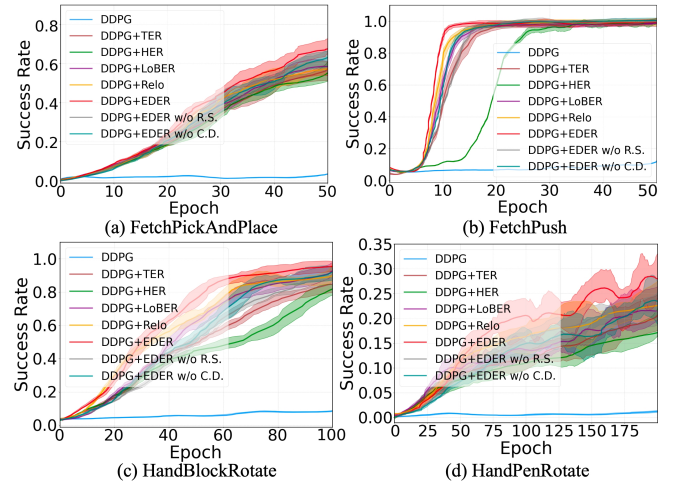 Success Rate
0.8
0.6
0.4
0.2
0.0
DDPG
DDPG+TER
DDPG+HER
DDPG+LoBER
DDPG+Relo
DDPG+EDER
DDPG+EDER w/o R.S.
DDPG+EDER w/o C.D.
0 10 20 30 40 50
Epoch
(a) FetchPickAndPlace
Success Rate
1.0
0.8
0.6
0.4
0.2
0.0
DDPG
DDPG+TER
DDPG+HER
DDPG+LoBER
DDPG+Relo
DDPG+EDER
DDPG+EDER w/o R.S.
DDPG+EDER w/o C.D.
0 10 20 30 40 50
Epoch
(b) FetchPush
Success Rate
1.0
0.8
0.6
0.4
0.2
0.0
DDPG
DDPG+TER
DDPG+HER
DDPG+LoBER
DDPG+Relo
DDPG+EDER
DDPG+EDER w/o R.S.
DDPG+EDER w/o C.D.
0 20 40 60 80 100
Epoch
(c) HandBlockRotate
Success Rate
0.35
0.30
0.25
0.20
0.15
0.10
0.05
0.00
DDPG
DDPG+TER
DDPG+HER
DDPG+LoBER
DDPG+Relo
DDPG+EDER
DDPG+EDER w/o R.S.
DDPG+EDER w/o C.D.
0 25 50 75 100 125 150 175
Epoch
(d) HandPenRotate